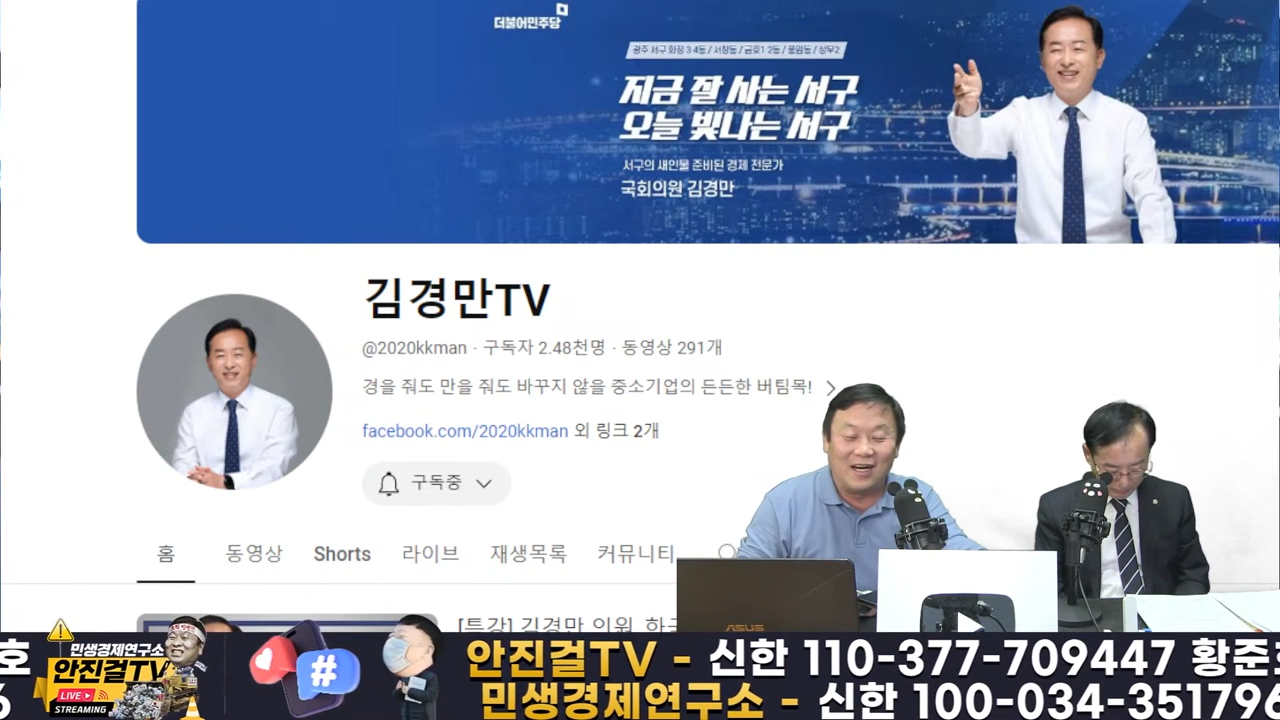 더불어민주당
광주 서구 화정 3·4동 / 서창동 / 금호1·2동 / 풍암동 / 상무2
지금 잘 사는 서구
오늘 빛나는 서구
서구의 새인물 준비된 경제 전문가
국회의원 김경만
김경만TV
@2020kkman · 구독자 2.48천명 · 동영상 291개
경을 줘도 만을 줘도 바꾸지 않을 중소기업의 든든한 버팀목!
facebook.com/2020kkman 외 링크 2개
구독중
홈 동영상 Shorts 라이브 재생목록 커뮤니티
[특강] 김경만 의원
ASUS
민생경제연구소
안진걸TV
LIVE
STREAMING
#
호 안진걸TV - 신한 110-377-709447 황준
6 민생경제연구소 - 신한 100-034-351796